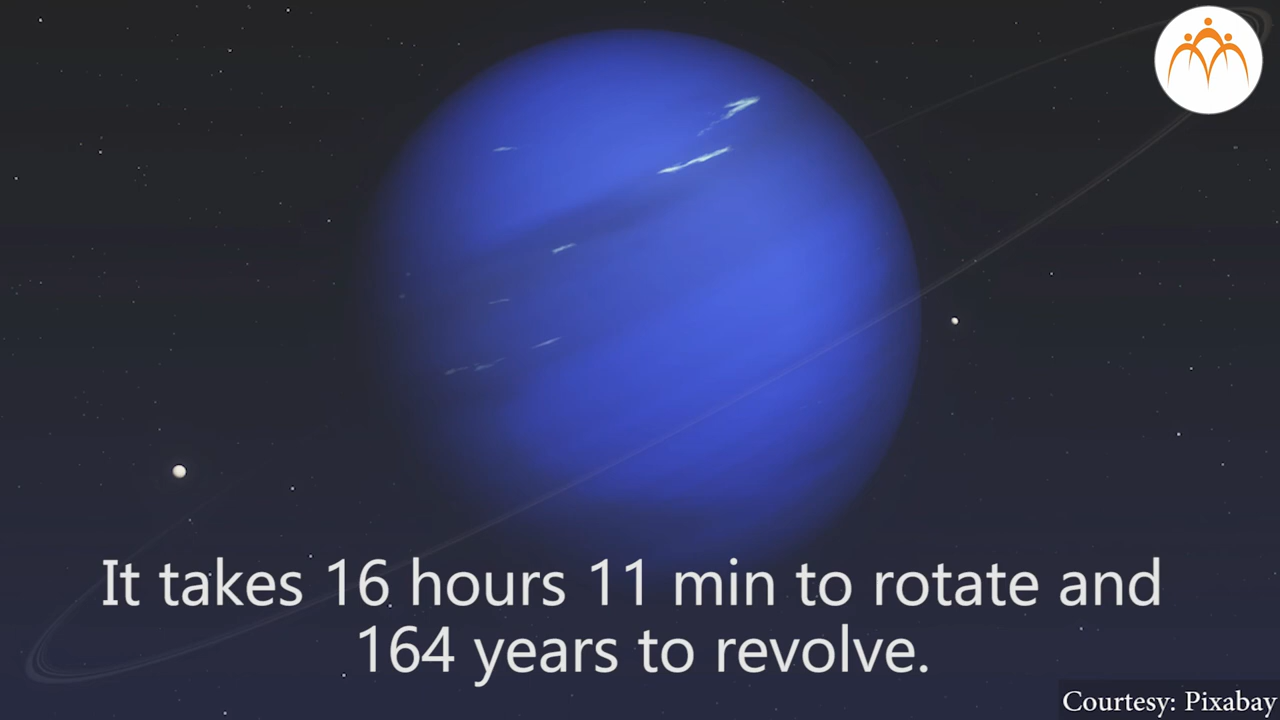 It takes 16 hours 11 min to rotate and
164 years to revolve.
Courtesy: Pixabay